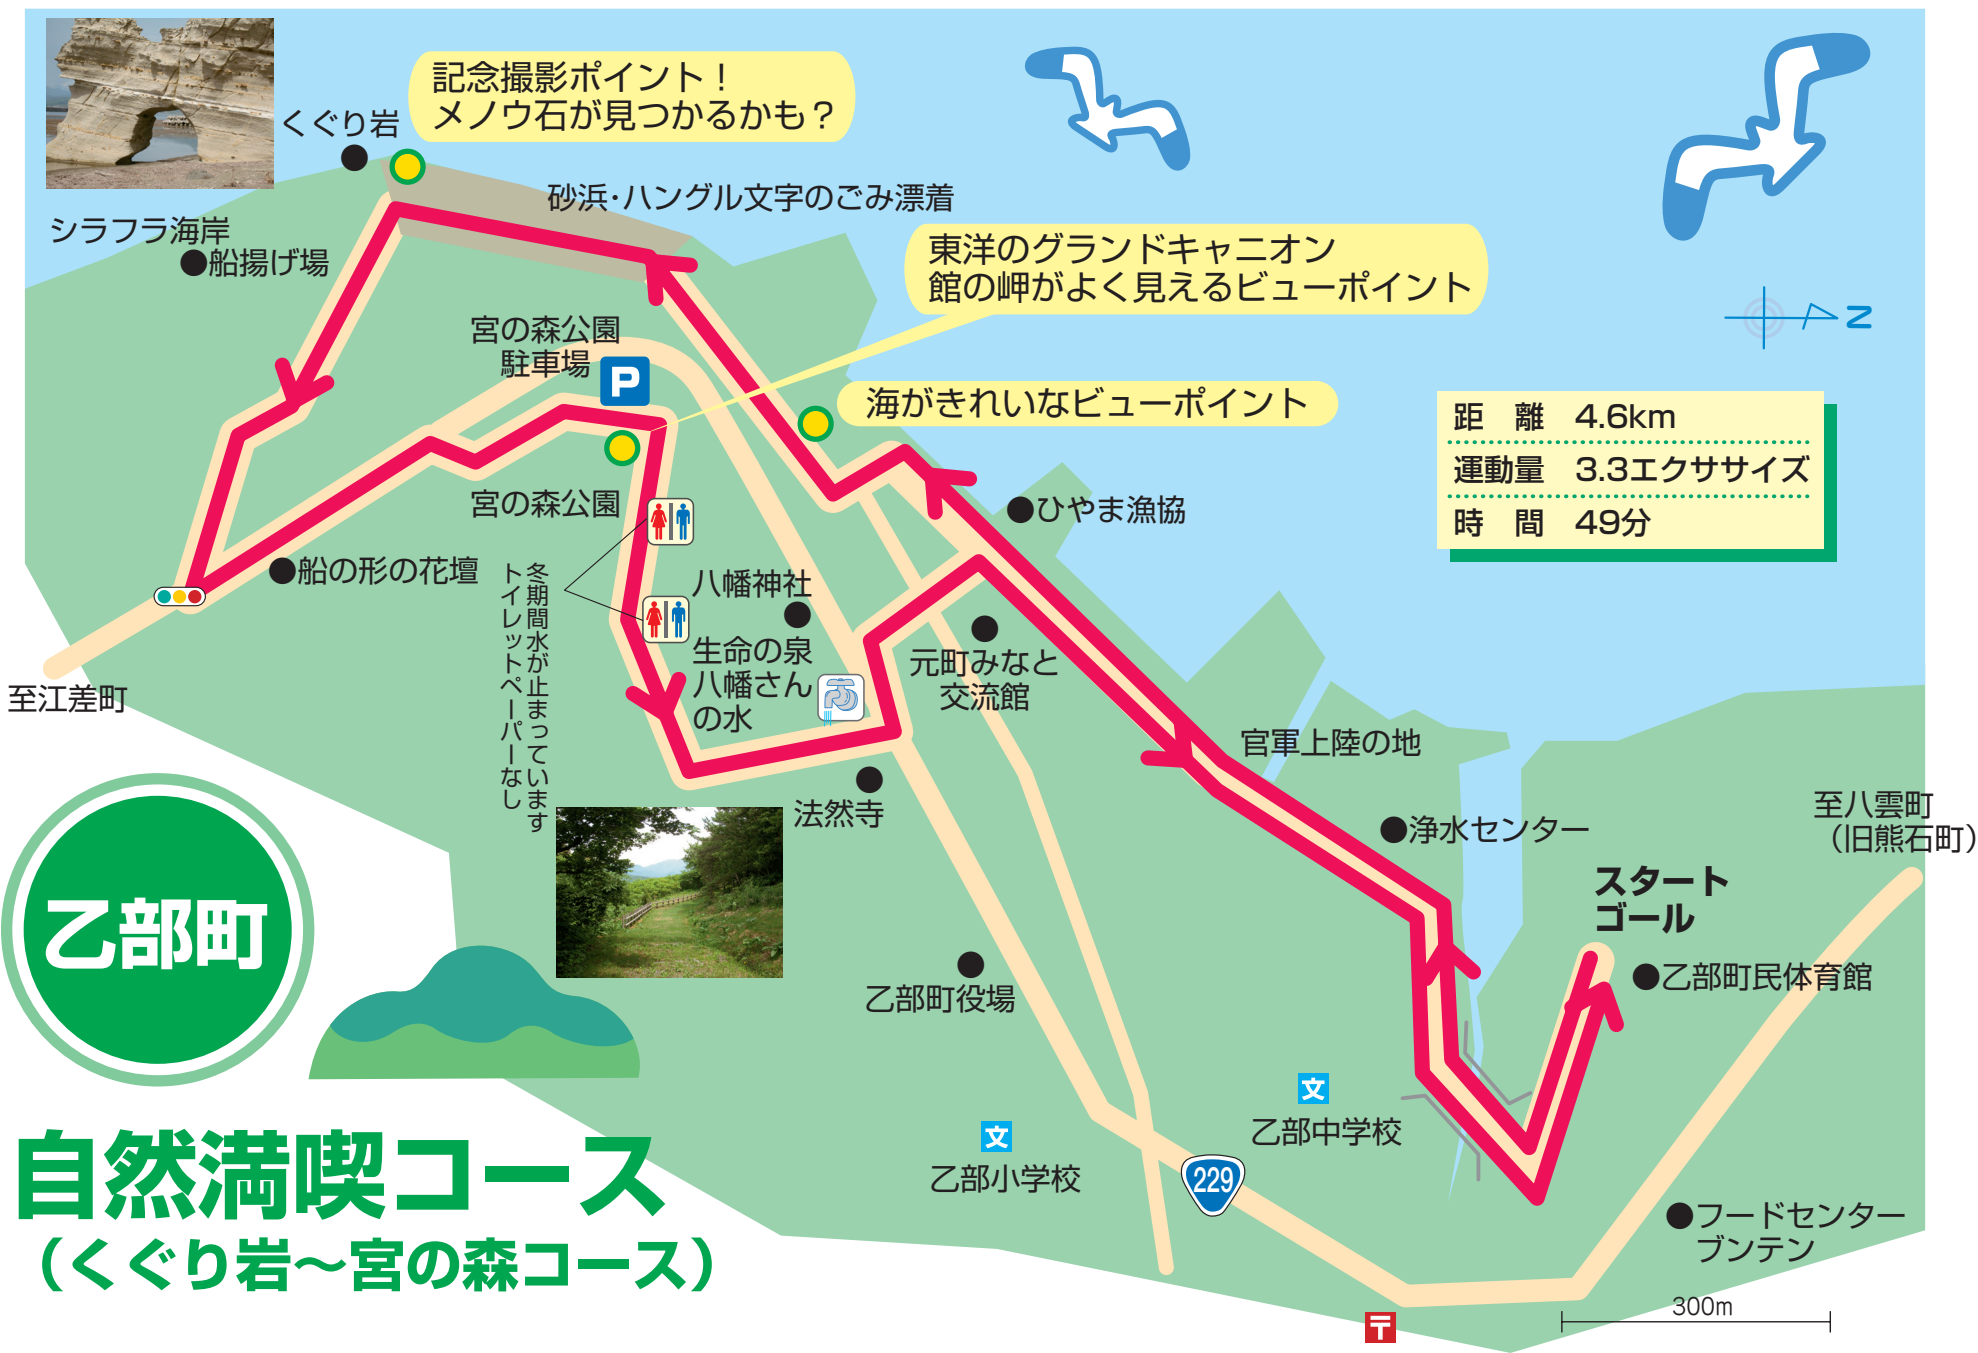 記念撮影ポイント！
メノウ石が見つかるかも？
くぐり岩
砂浜・ハングル文字のごみ漂着
シラフラ海岸
船揚げ場
東洋のグランドキャニオン
館の岬がよく見えるビューポイント
宮の森公園
駐車場
P
海がきれいなビューポイント
N
距　離　4.6km
運動量　3.3エクササイズ
時　間　49分
宮の森公園
ひやま漁協
船の形の花壇
冬期間水が止まっています
トイレットペーパーなし
八幡神社
生命の泉
八幡さん
の水
元町みなと
交流館
至江差町
官軍上陸の地
法然寺
浄水センター
至八雲町
（旧熊石町）
スタート
ゴール
乙部町民体育館
乙部町
乙部町役場
文
乙部中学校
文
乙部小学校
229
フードセンター
ブンテン
自然満喫コース
（くぐり岩～宮の森コース）
300m
〒